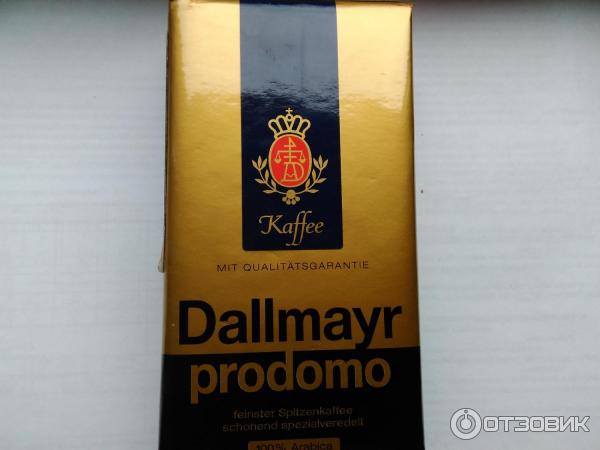 Kaffee
MIT QUALITÄTSGARANTIE
Dallmayr
prodomo
feinster Spitzenkaffee
schonend spezialveredelt
100% Arabica
ОТЗОВИК